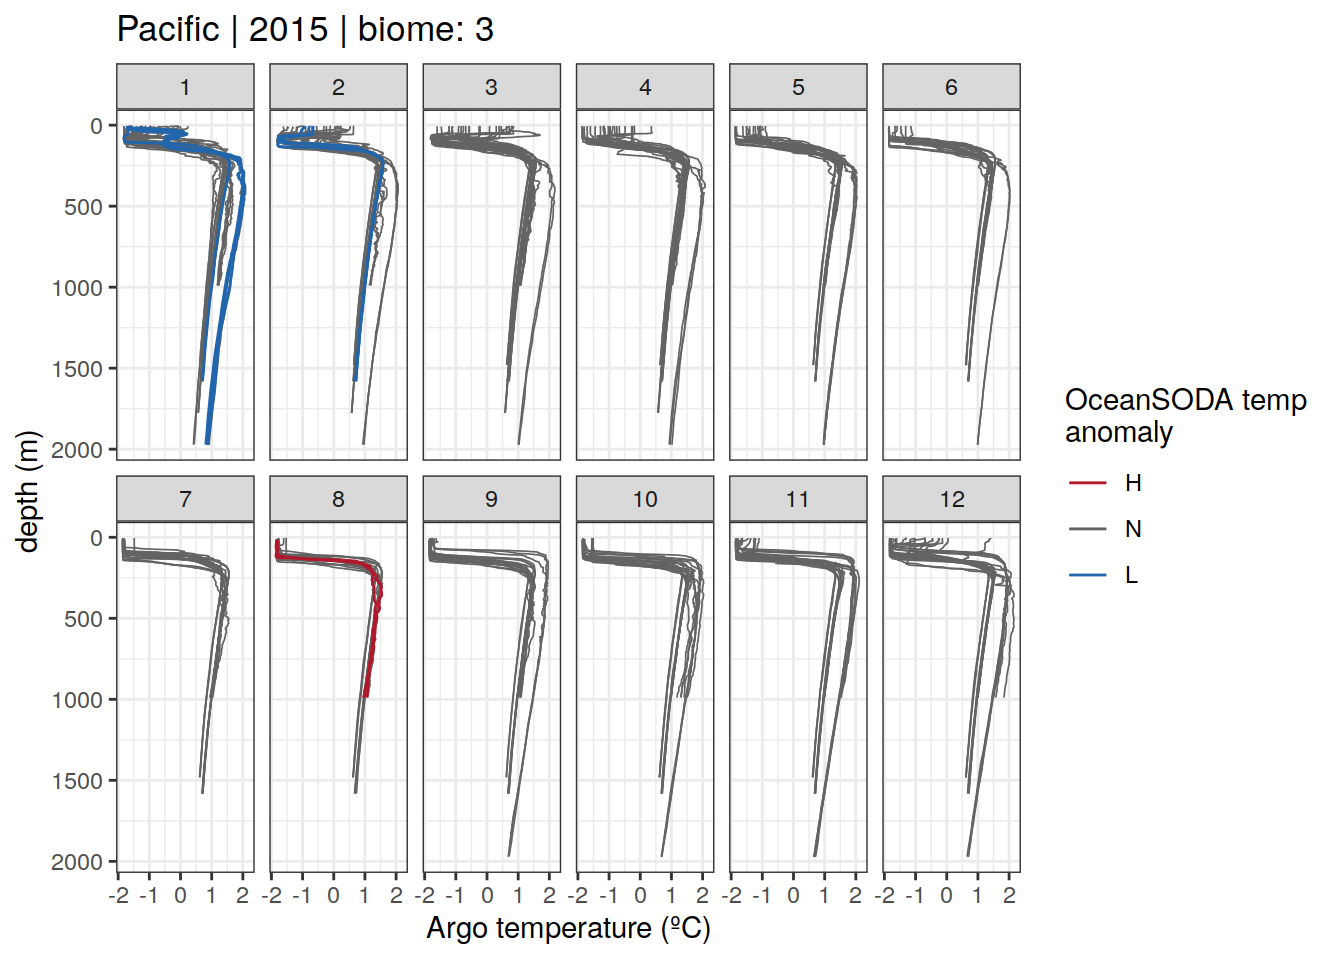 Pacific | 2015 | biome: 3
1 2 3 4 5 6
0
500
1000
1500
2000
7 8 9 10 11 12
0
500
1000
1500
2000
-2 -1 0 1 2 -2 -1 0 1 2 -2 -1 0 1 2 -2 -1 0 1 2 -2 -1 0 1 2 -2 -1 0 1 2
Argo temperature (ºC)
depth (m)
OceanSODA temp
anomaly
H
N
L